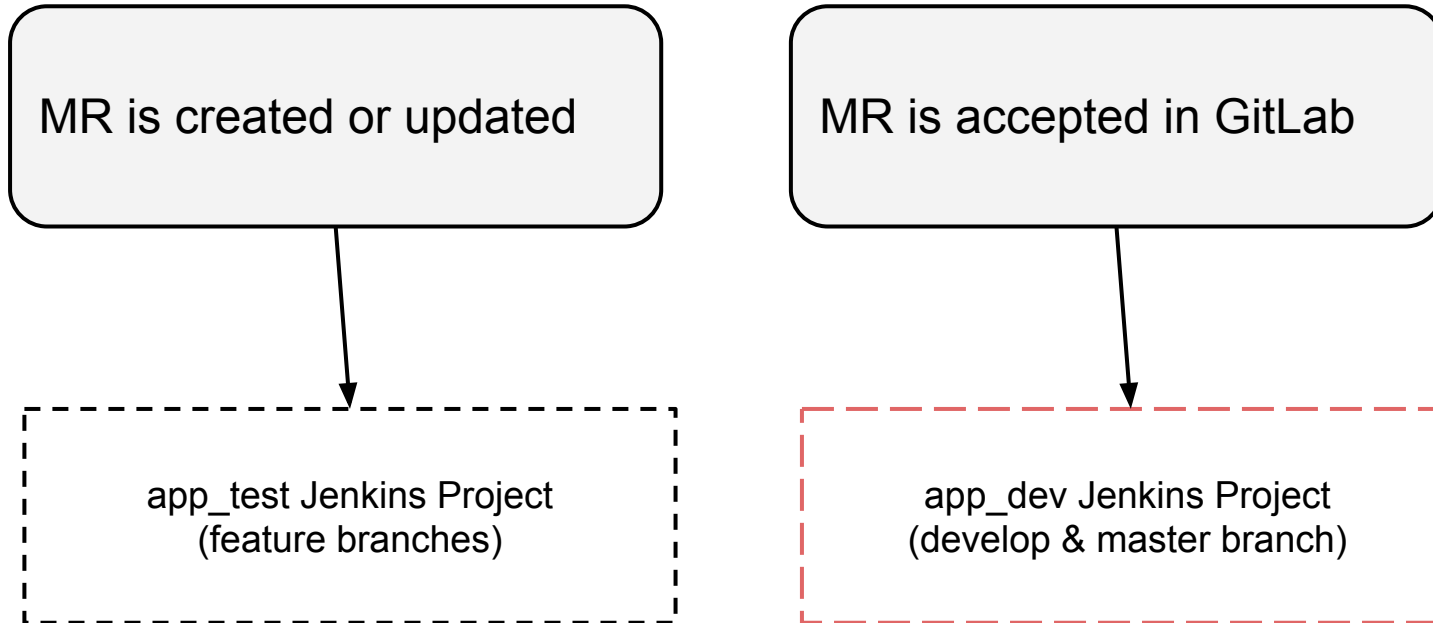 MR is created or updated
MR is accepted in GitLab
app_test Jenkins Project
(feature branches)
app_dev Jenkins Project
(develop & master branch)